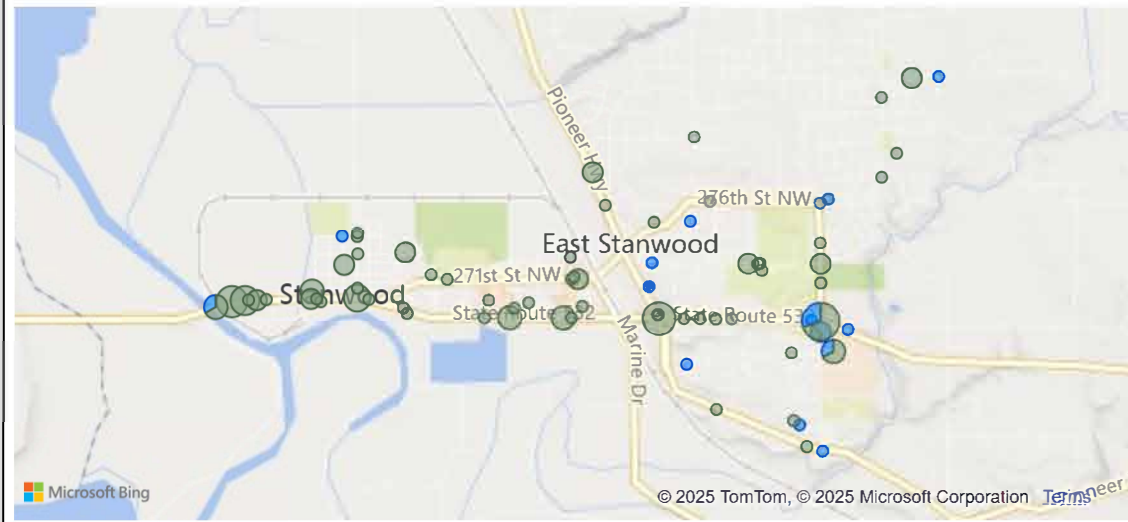 Pioneer Hwy
276th St NW
East Stanwood
271st St NW
Stanwood
State Route 532
State Route 53
Marine Dr
Microsoft Bing
© 2025 TomTom, © 2025 Microsoft Corporation Terms
Pioneer